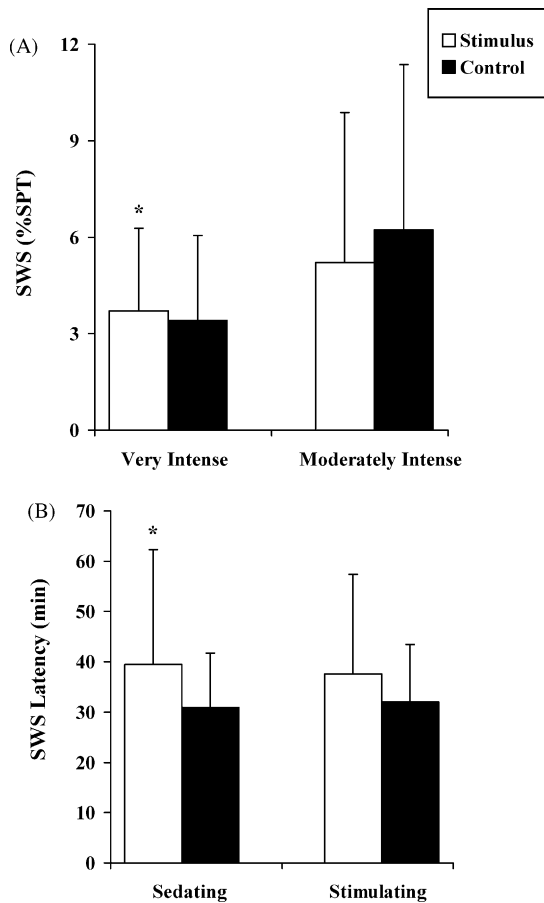 (A)
Stimulus
Control
12
9
6
3
0
SWS (%SPT)
*
Very Intense
Moderately Intense
(B)
70
60
50
40
30
20
10
0
SWS Latency (min)
*
Sedating
Stimulating